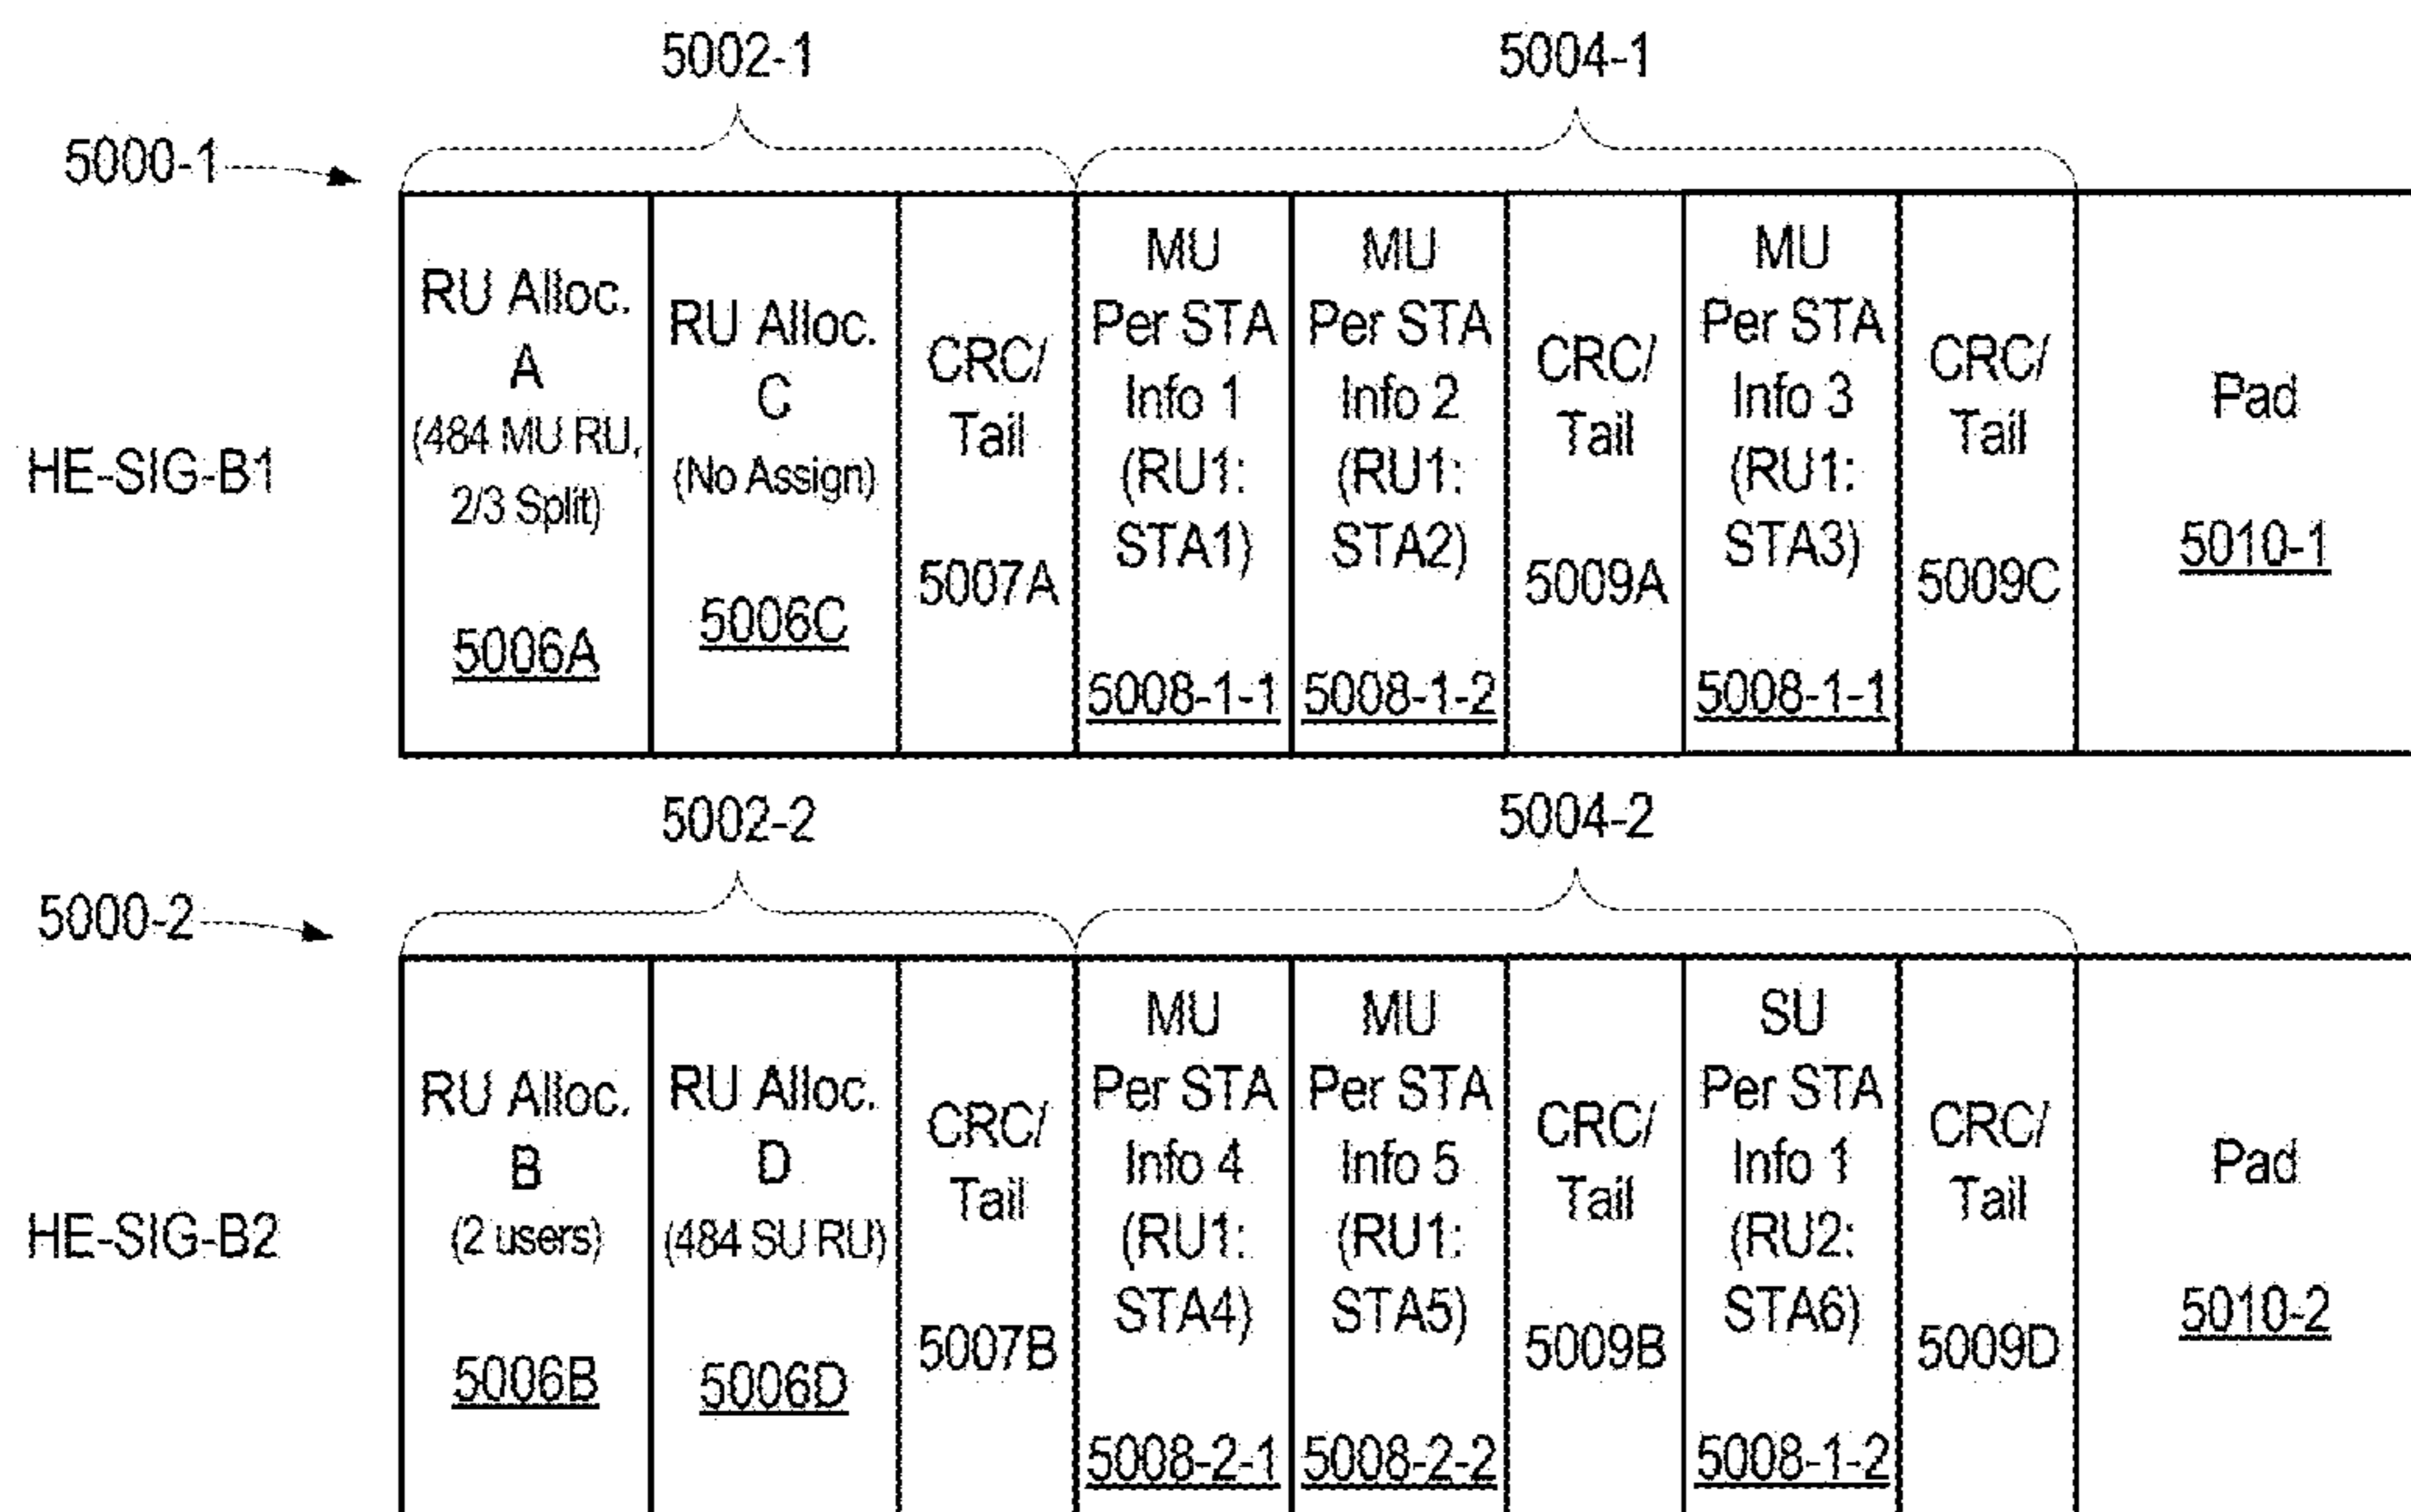 5002-1
5004-1
5000-1
HE-SIG-B1
RU Alloc.
A
(484 MU RU,
2/3 Split)
5006A
RU Alloc.
C
(No Assign)
5006C
CRC/
Tail
5007A
MU
Per STA
Info 1
(RU1:
STA1)
5008-1-1
MU
Per STA
Info 2
(RU1:
STA2)
5008-1-2
CRC/
Tail
5009A
MU
Per STA
Info 3
(RU1:
STA3)
5008-1-1
CRC/
Tail
5009C
Pad
5010-1
5002-2
5004-2
5000-2
HE-SIG-B2
RU Alloc.
B
(2 users)
5006B
RU Alloc.
D
(484 SU RU)
5006D
CRC/
Tail
5007B
MU
Per STA
Info 4
(RU1:
STA4)
5008-2-1
MU
Per STA
Info 5
(RU1:
STA5)
5008-2-2
CRC/
Tail
5009B
SU
Per STA
Info 1
(RU2:
STA6)
5008-1-2
CRC/
Tail
5009D
Pad
5010-2